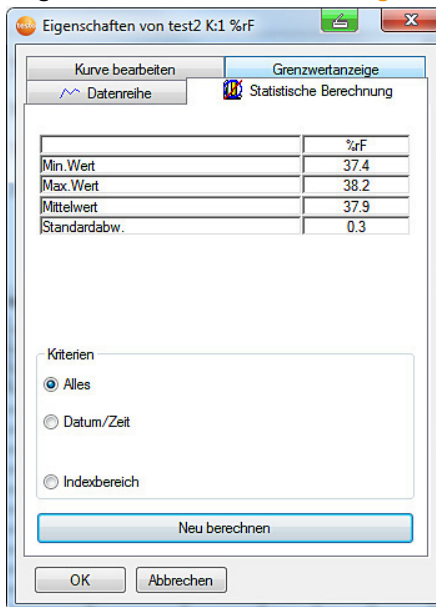 testo
Eigenschaften von test2 K:1 %rF
Kurve bearbeiten
Grenzwertanzeige
Datenreihe
Statistische Berechnung
%rF
Min.Wert 37.4
Max.Wert 38.2
Mittelwert 37.9
Standardabw. 0.3
Kriterien
Alles
Datum/Zeit
Indexbereich
Neu berechnen
OK
Abbrechen